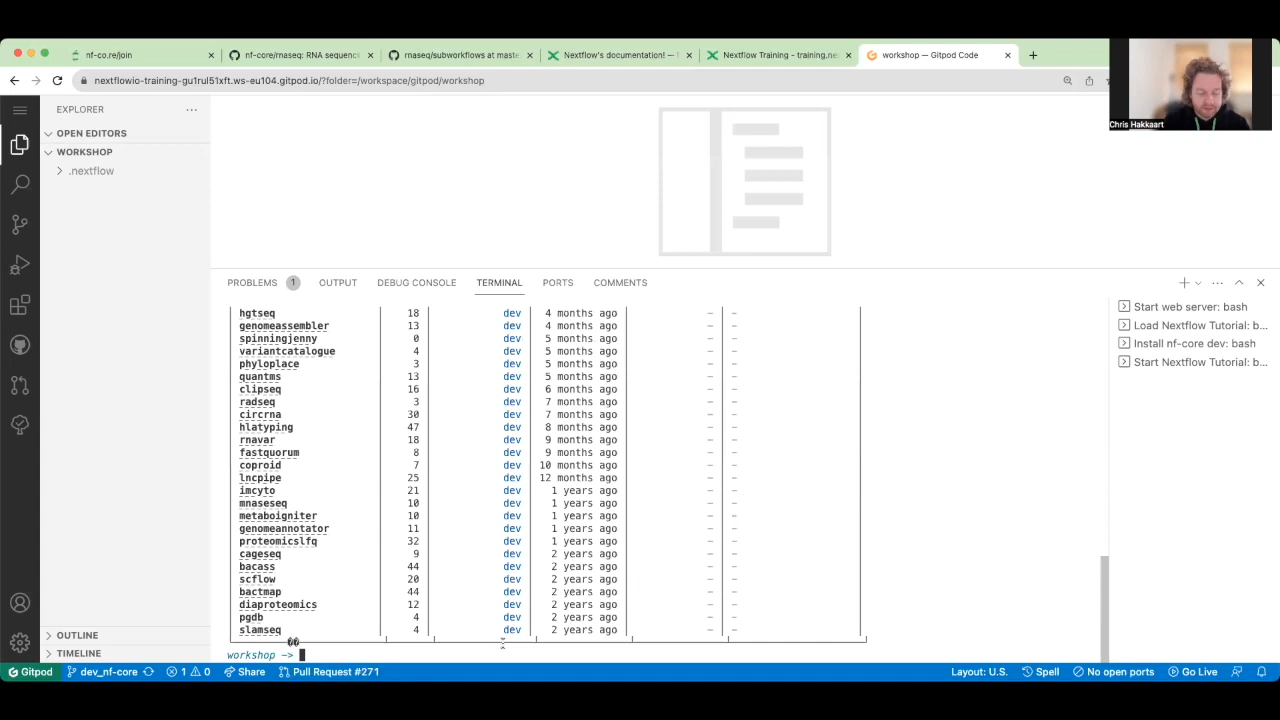 nf-co.re/join
nf-core/rnaseq: RNA sequenc
rnaseq/subworkflows at maste
Nextflow's documentation! —
Nextflow Training - training.ne
workshop — Gitpod Code
nextflowio-training-gu1rul51xft.ws-eu104.gitpod.io/?folder=/workspace/gitpod/workshop
Chris Hakkaart
EXPLORER
OPEN EDITORS
WORKSHOP
.nextflow
PROBLEMS 1 OUTPUT DEBUG CONSOLE TERMINAL PORTS COMMENTS
hgtseq 18 dev 4 months ago - -
genomeassembler 13 dev 4 months ago - -
spinningjenny 0 dev 5 months ago - -
variantcatalogue 4 dev 5 months ago - -
phyloplace 3 dev 5 months ago - -
quantms 13 dev 5 months ago - -
clipseq 16 dev 6 months ago - -
radseq 3 dev 7 months ago - -
circrna 30 dev 7 months ago - -
hlatyping 47 dev 8 months ago - -
rnavar 18 dev 9 months ago - -
fastquorum 8 dev 9 months ago - -
coproid 7 dev 10 months ago - -
lncpipe 25 dev 12 months ago - -
imcyto 21 dev 1 years ago - -
mnaseseq 10 dev 1 years ago - -
metaboigniter 10 dev 1 years ago - -
genomeannotator 11 dev 1 years ago - -
proteomicslfq 32 dev 1 years ago - -
cageseq 9 dev 2 years ago - -
bacass 44 dev 2 years ago - -
scflow 20 dev 2 years ago - -
bactmap 44 dev 2 years ago - -
diaproteomics 12 dev 2 years ago - -
pgdb 4 dev 2 years ago - -
slamseq 4 dev 2 years ago - -
workshop ->
Start web server: bash
Load Nextflow Tutorial: b...
Install nf-core dev: bash
Start Nextflow Tutorial: b...
OUTLINE
TIMELINE
Gitpod dev_nf-core 1 0 Share Pull Request #271 Layout: U.S. Spell No open ports Go Live